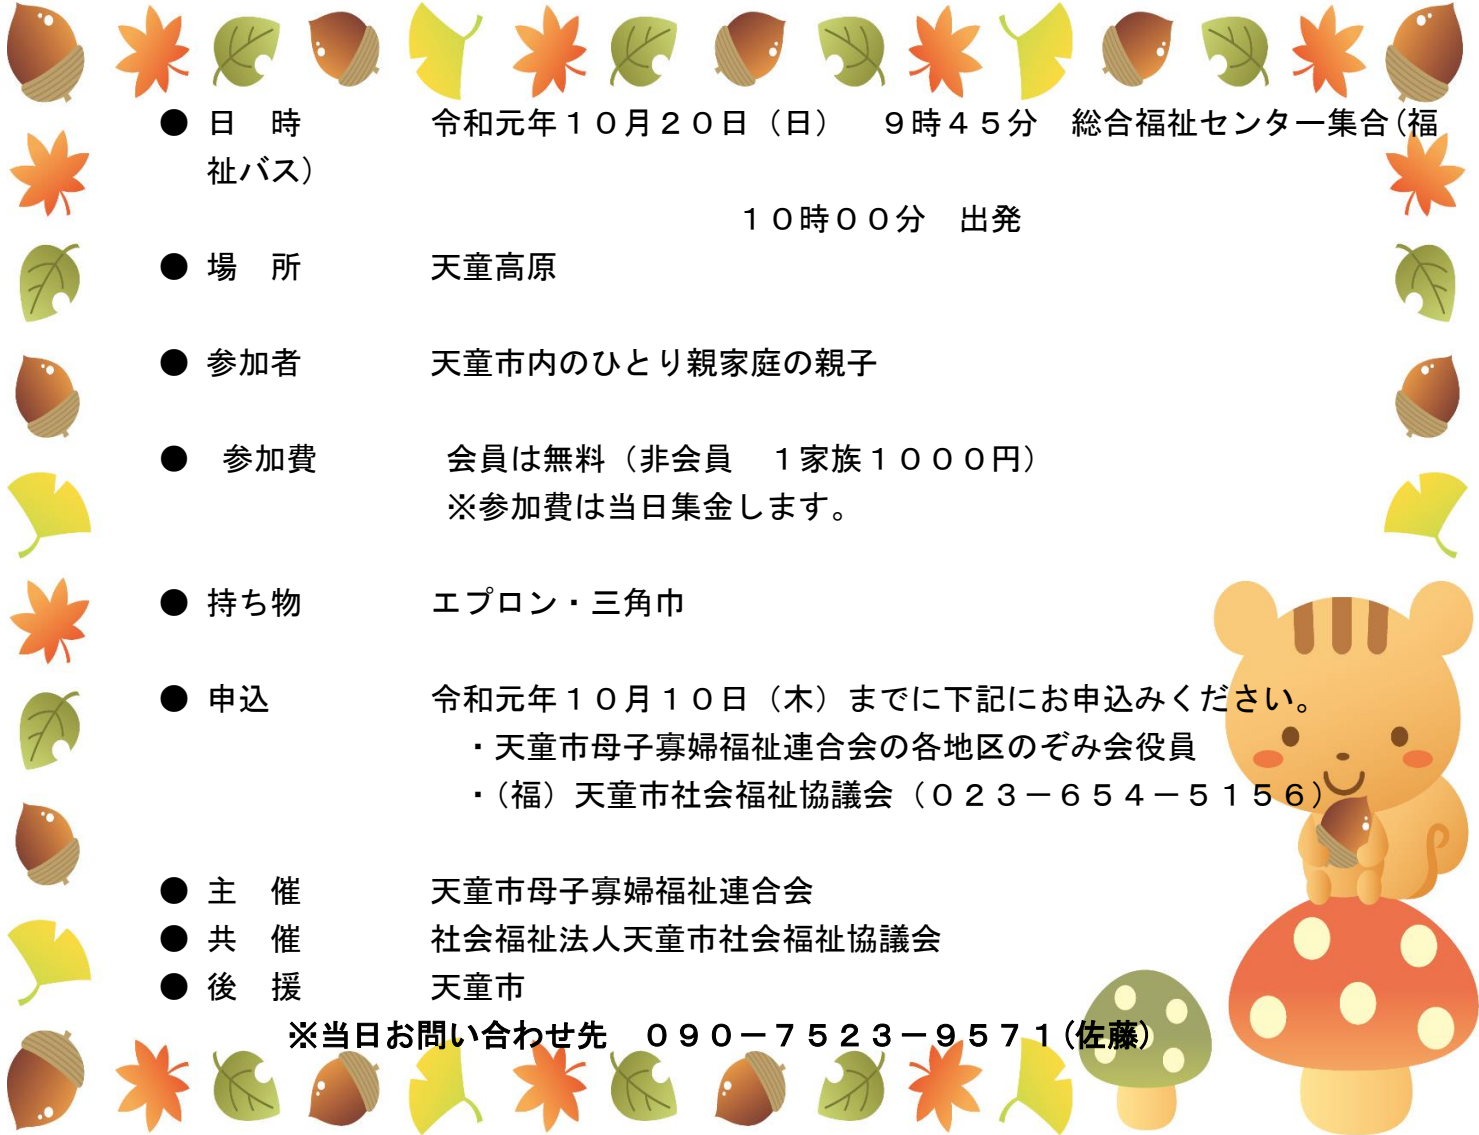 ● 日　時　　　　令和元年１０月２０日（日）　９時４５分　総合福祉センター集合(福
祉バス）
１０時００分　出発
● 場　所　　　　天童高原
● 参加者　　　　天童市内のひとり親家庭の親子
●　参加費　　　　会員は無料（非会員　１家族１０００円）
※参加費は当日集金します。
● 持ち物　　　　エプロン・三角巾
● 申込　　　　　令和元年１０月１０日（木）までに下記にお申込みください。
・天童市母子寡婦福祉連合会の各地区のぞみ会役員
・（福）天童市社会福祉協議会（０２３－６５４－５１５６）
● 主　催　　　　天童市母子寡婦福祉連合会
● 共　催　　　　社会福祉法人天童市社会福祉協議会
● 後　援　　　　天童市
※当日お問い合わせ先　０９０－７５２３－９５７１(佐藤）